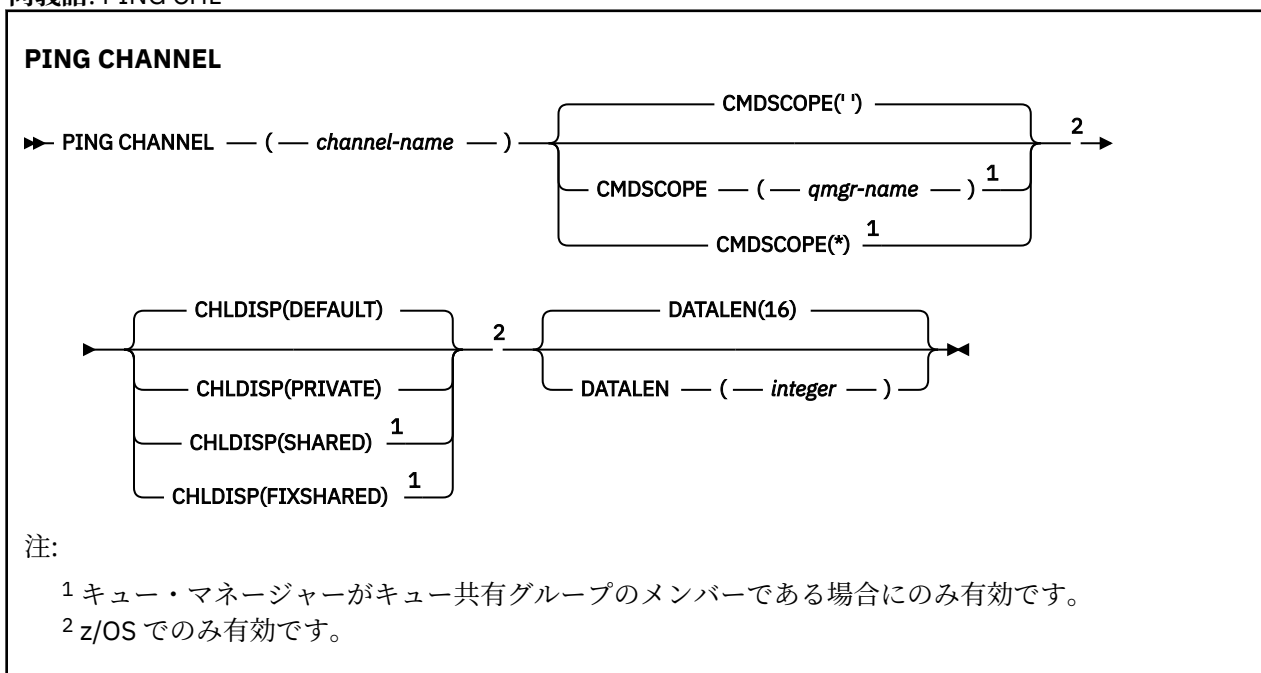 同義語: PING CHL
PING CHANNEL
CMDSCOPE(' ')
PING CHANNEL ( channel-name ) 2
CMDSCOPE ( qmgr-name ) 1
CMDSCOPE(*) 1
CHLDISP(DEFAULT) DATALEN(16)
2
CHLDISP(PRIVATE) DATALEN ( integer )
CHLDISP(SHARED) 1
CHLDISP(FIXSHARED) 1
注:
1 キュー・マネージャーがキュー共有グループのメンバーである場合にのみ有効です。
2 z/OS でのみ有効です。